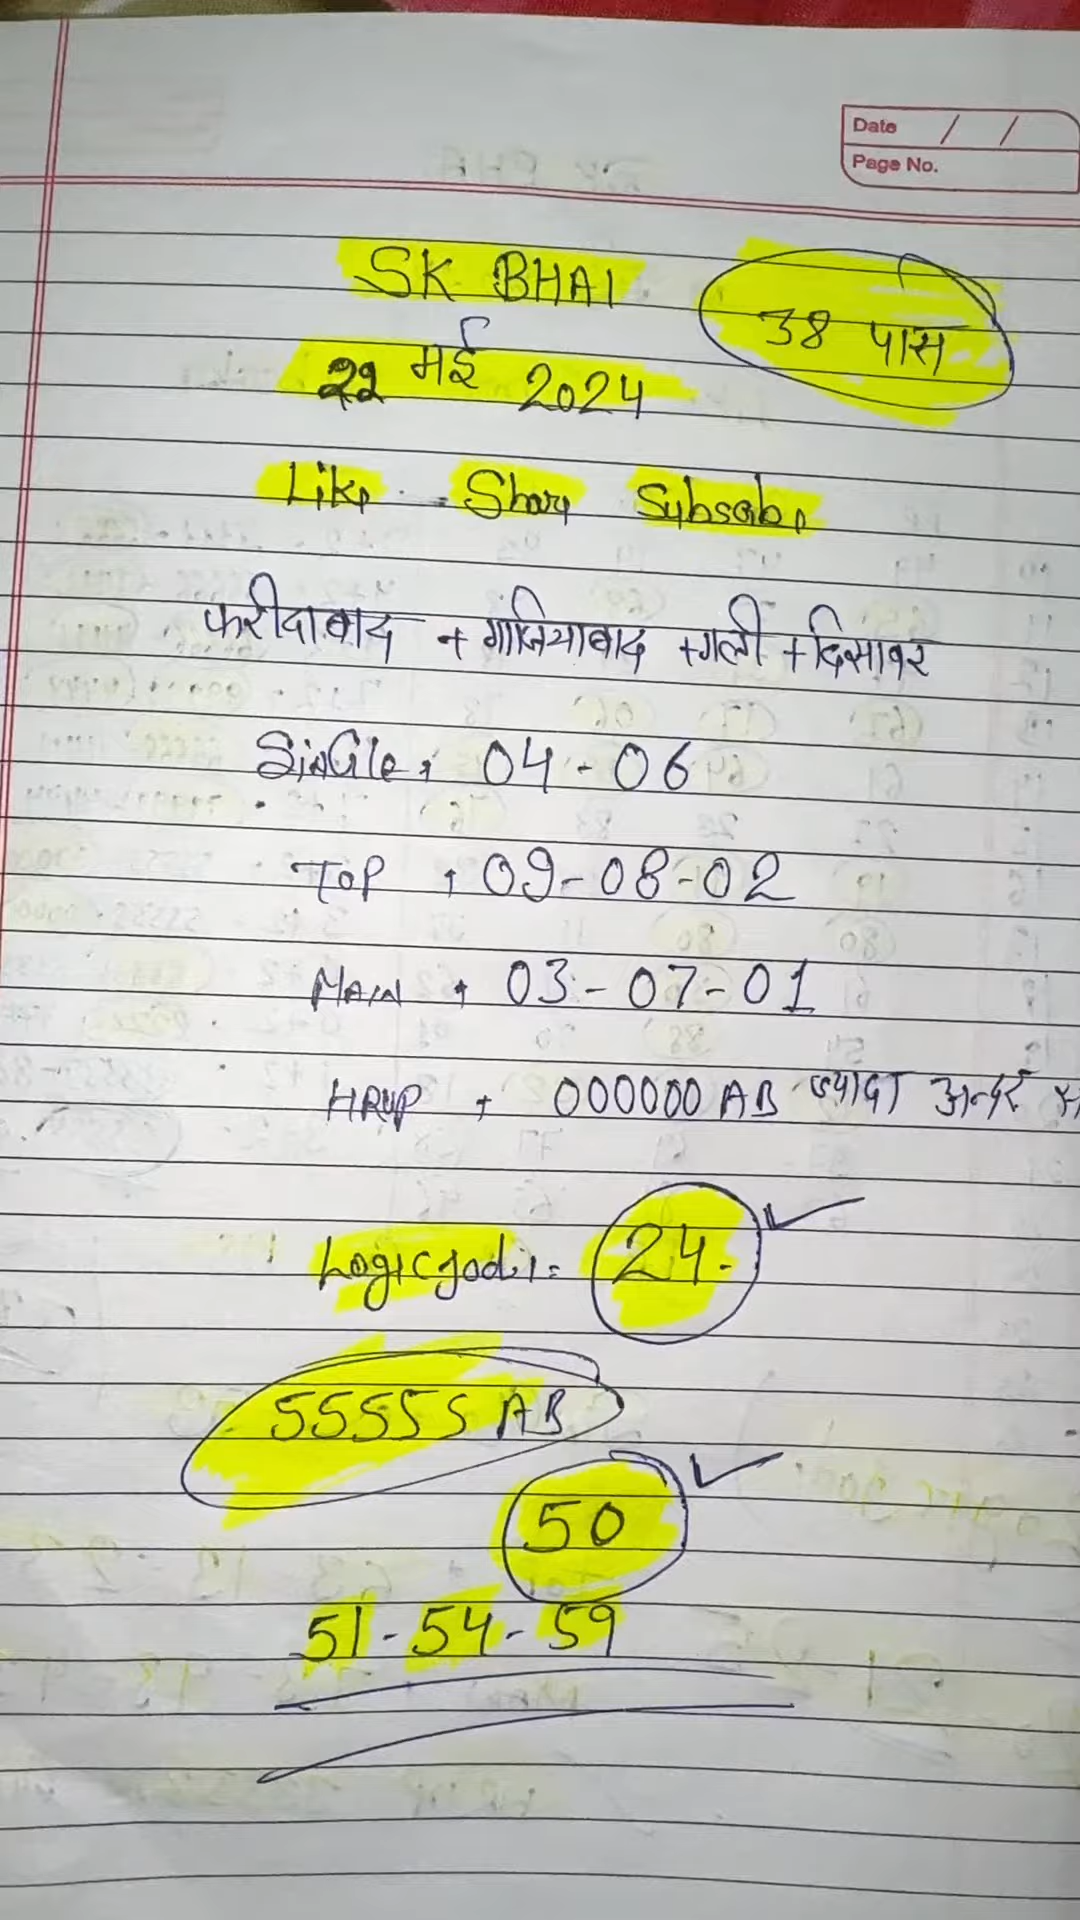 Date / /
Page No.
SK BHAI
38 पास
22 मई 2024
Like Share Subscabe
फरीदाबाद + गाजियाबाद + गली + दिसावर
SinGle, 04-06
ToP , 09-08-02
MAIN , 03-07-01
HRUP , 000000 AB ज्यादा अन्दर
Logic jodi = 24.
55555 AB
50
51-54-59